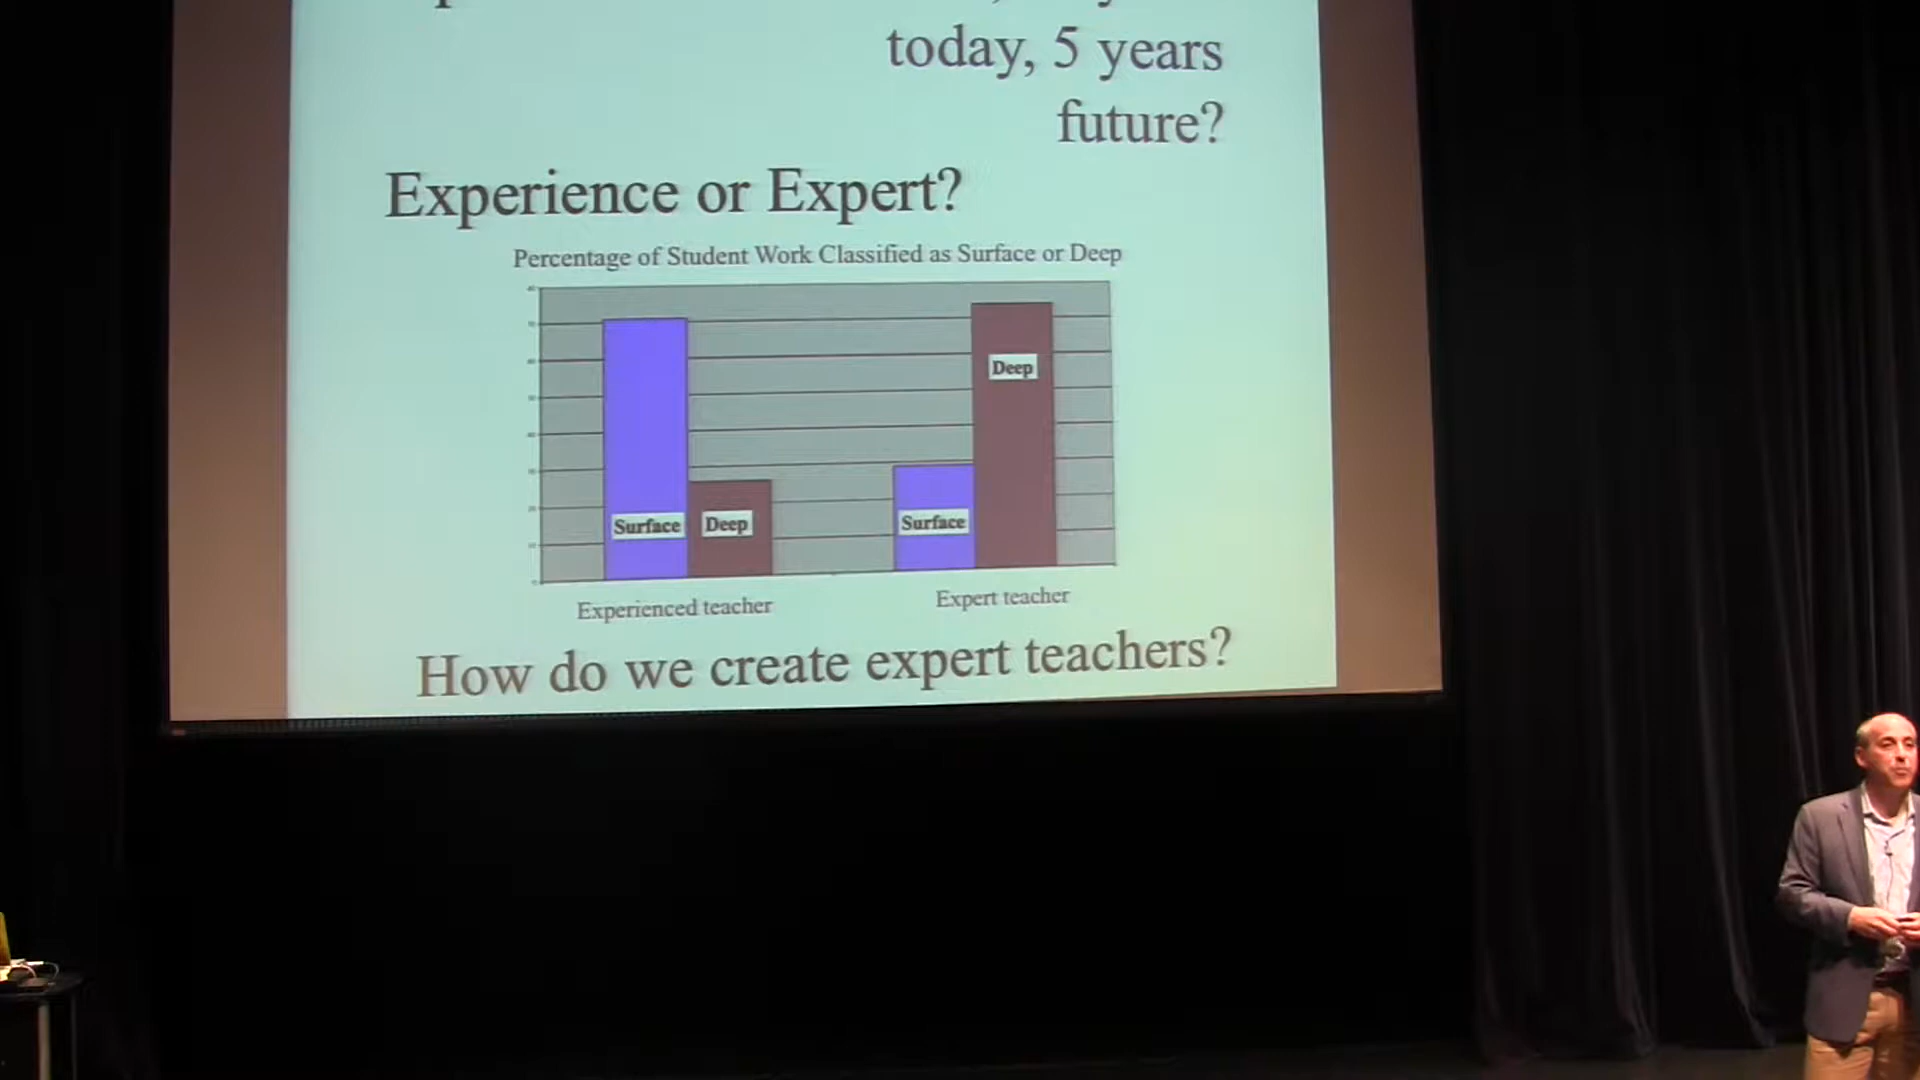 today, 5 years
future?
Experience or Expert?
Percentage of Student Work Classified as Surface or Deep
Deep
Surface Deep
Surface
Experienced teacher
Expert teacher
How do we create expert teachers?